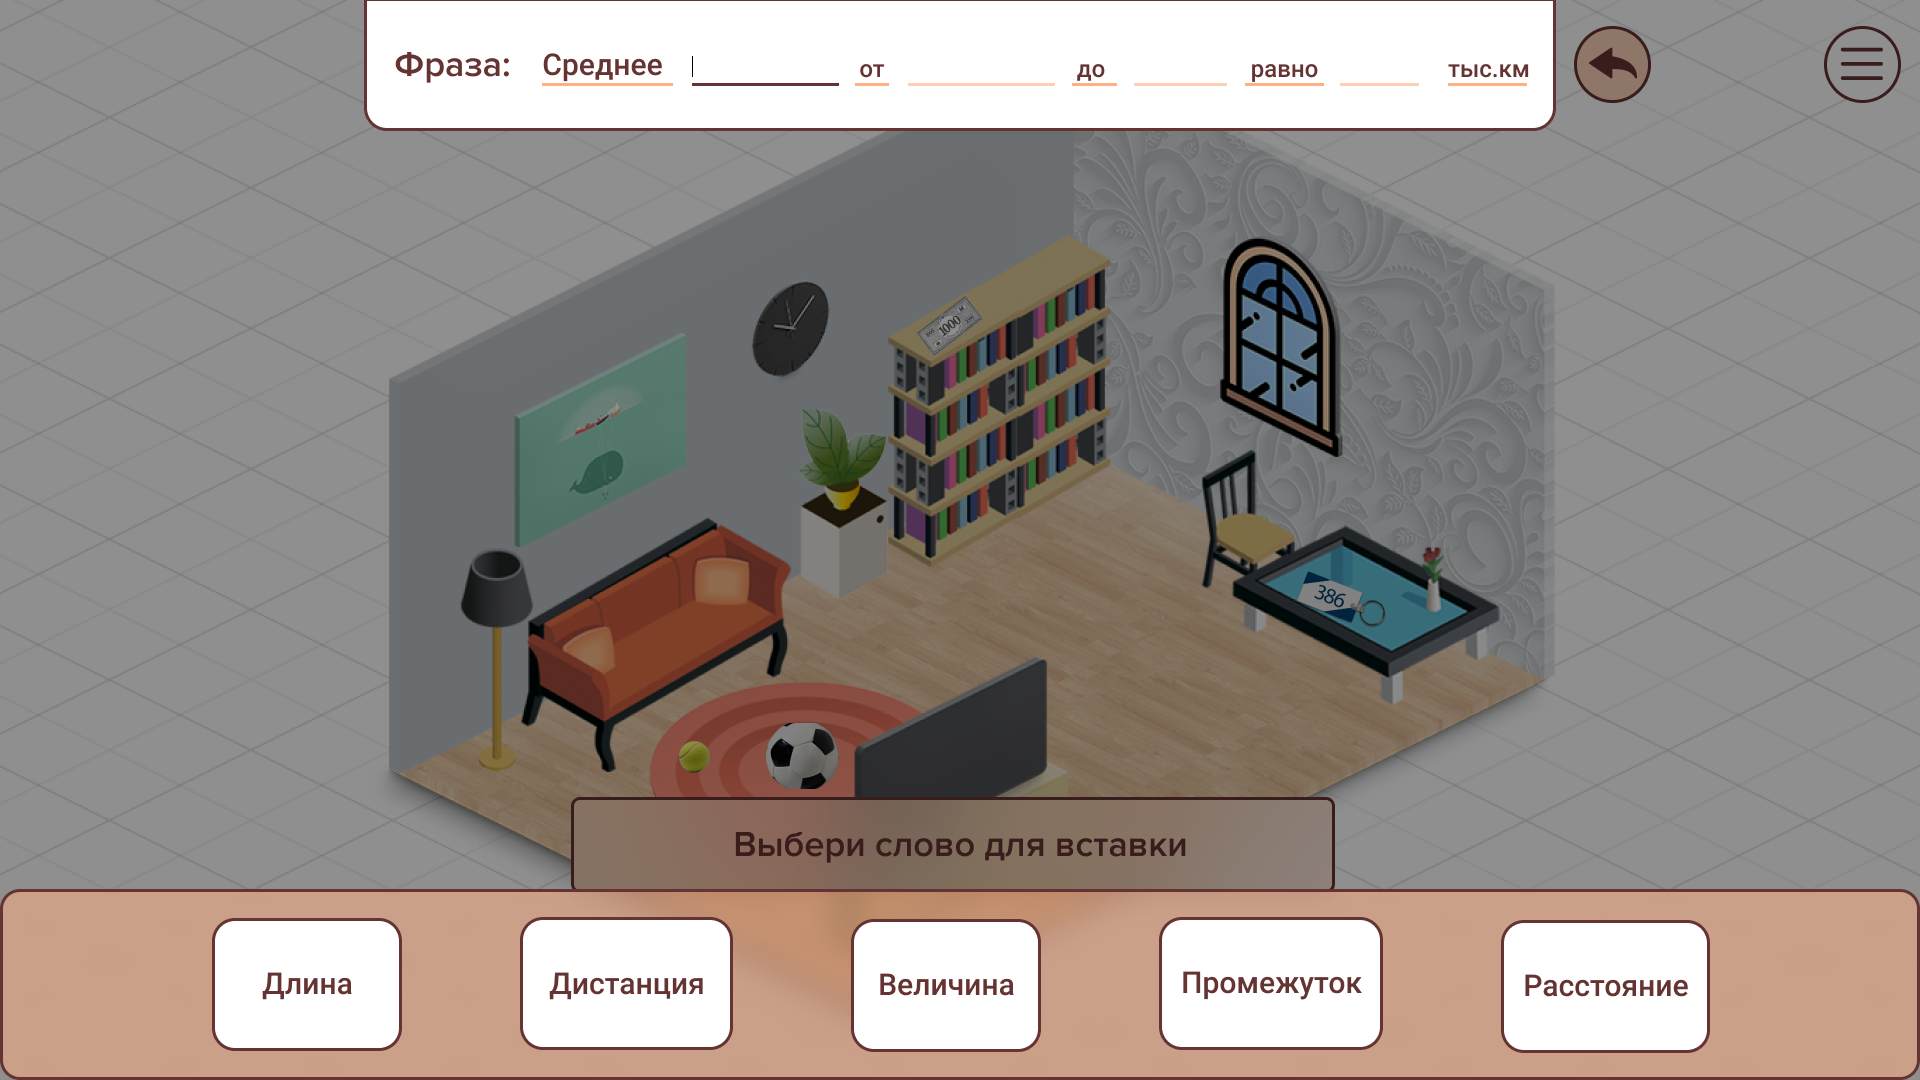 Фраза: Среднее от до равно тыс.км
1000
386
Выбери слово для вставки
Длина Дистанция Величина Промежуток Расстояние